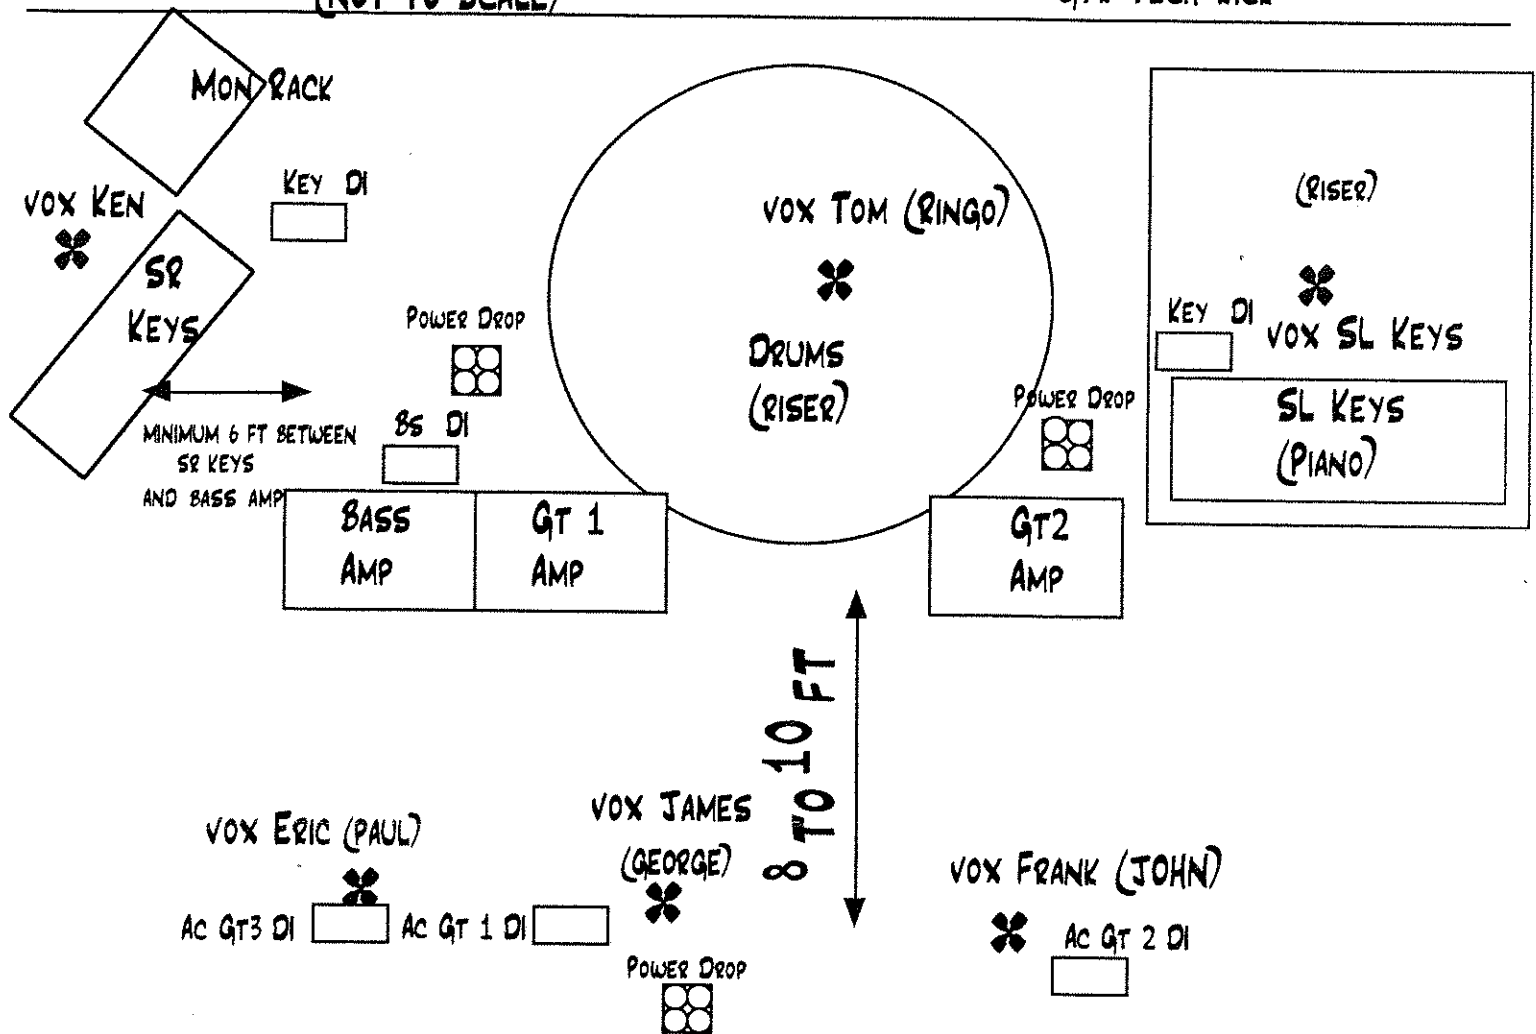 (NOT TO SCALE)
MON RACK
VOX KEN
KEY DI
SR
KEYS
POWER DROP
MINIMUM 6 FT BETWEEN
SR KEYS
AND BASS AMP
BS DI
BASS
AMP
GT 1
AMP
VOX TOM (RINGO)
DRUMS
(RISER)
POWER DROP
GT2
AMP
(RISER)
KEY DI
VOX SL KEYS
SL KEYS
(PIANO)
8 TO 10 FT
VOX ERIC (PAUL)
AC GT3 DI
AC GT 1 DI
VOX JAMES
(GEORGE)
POWER DROP
VOX FRANK (JOHN)
AC GT 2 DI